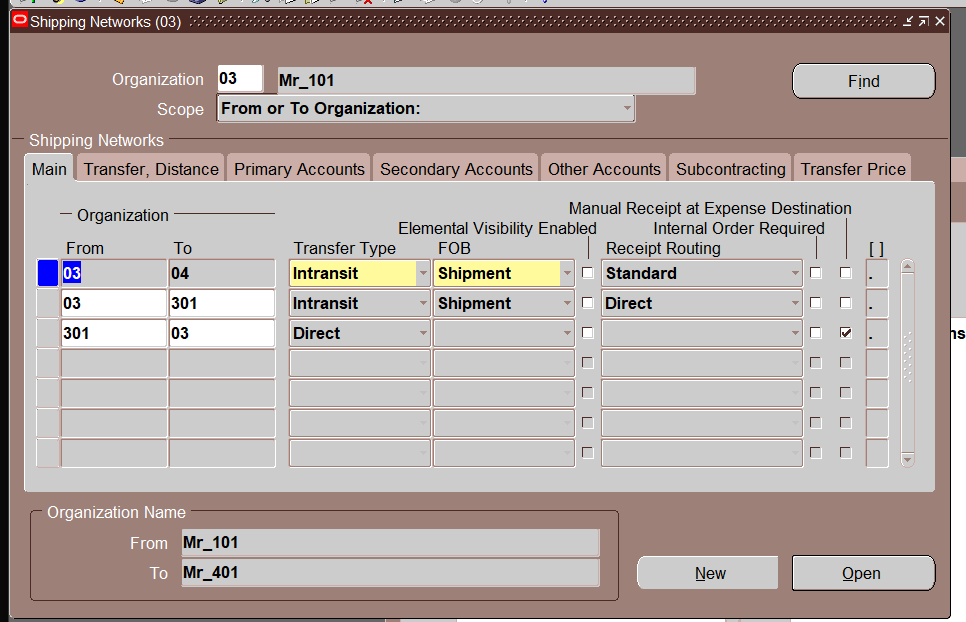 Shipping Networks (03)
Organization 03 Mr_101 Find
Scope From or To Organization:
Shipping Networks
Main Transfer, Distance Primary Accounts Secondary Accounts Other Accounts Subcontracting Transfer Price
Manual Receipt at Expense Destination
Organization
Elemental Visibility Enabled Internal Order Required
From To Transfer Type FOB Receipt Routing [ ]
03 04 Intransit Shipment Standard .
03 301 Intransit Shipment Direct .
301 03 Direct .
ns
Organization Name
From Mr_101
To Mr_401
New Open